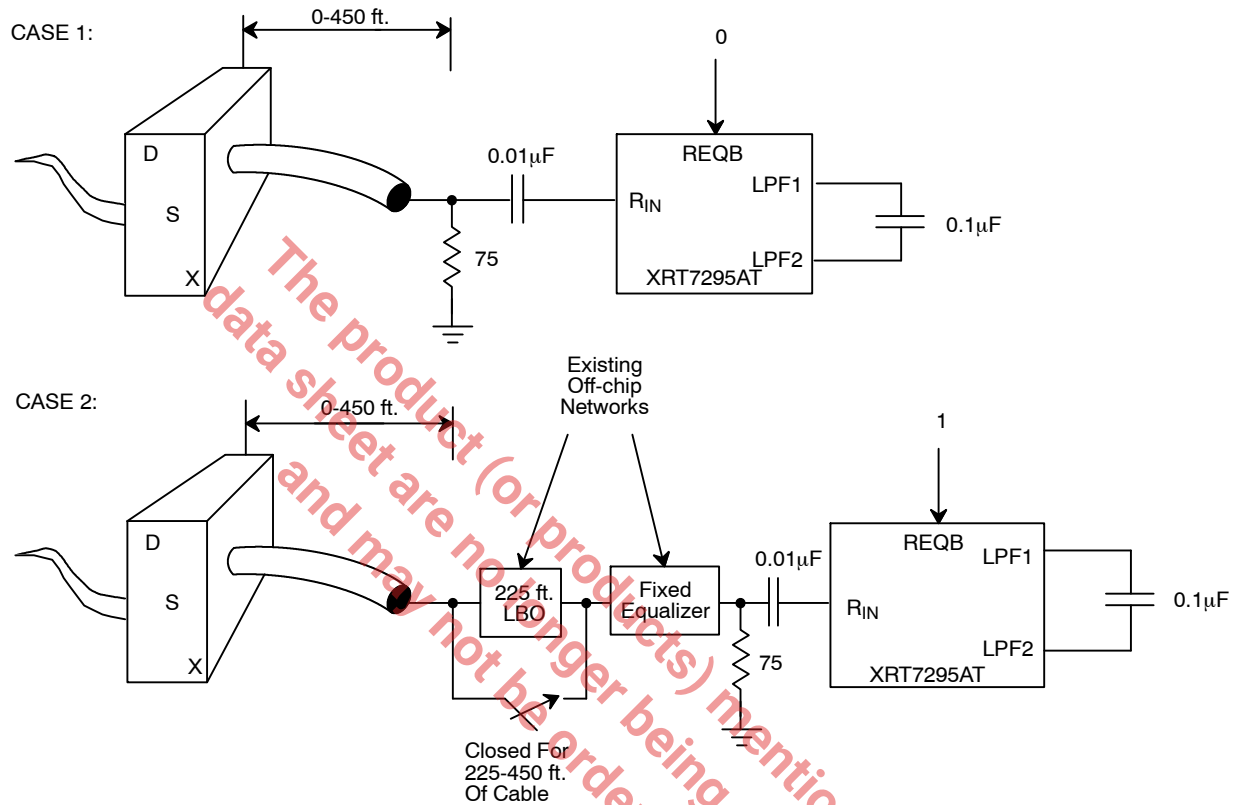 CASE 1:
0-450 ft.
0
D
S
X
0.01μF
75
REQB
R_IN
LPF1
LPF2
XRT7295AT
0.1μF
CASE 2:
0-450 ft.
Existing
Off-chip
Networks
1
D
S
X
225 ft.
LBO
Fixed
Equalizer
0.01μF
75
REQB
R_IN
LPF1
LPF2
XRT7295AT
0.1μF
Closed For
225-450 ft.
Of Cable
The product (or products) mentio
data sheet are no longer being
and may not be orde